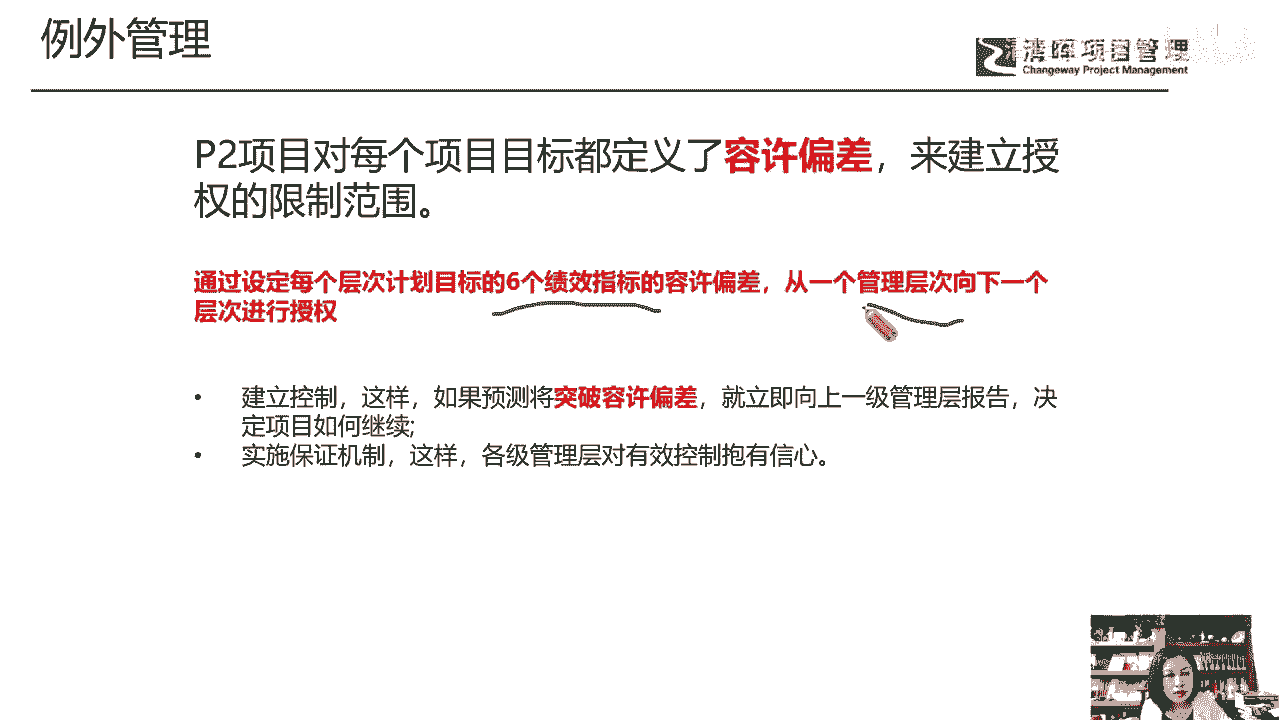 例外管理
清晖项目管理
Changeway Project Management
P2项目对每个项目目标都定义了容许偏差，来建立授
权的限制范围。
通过设定每个层次计划目标的6个绩效指标的容许偏差，从一个管理层次向下一个
层次进行授权
• 建立控制，这样，如果预测将突破容许偏差，就立即向上一级管理层报告，决
定项目如何继续;
• 实施保证机制，这样，各级管理层对有效控制抱有信心。